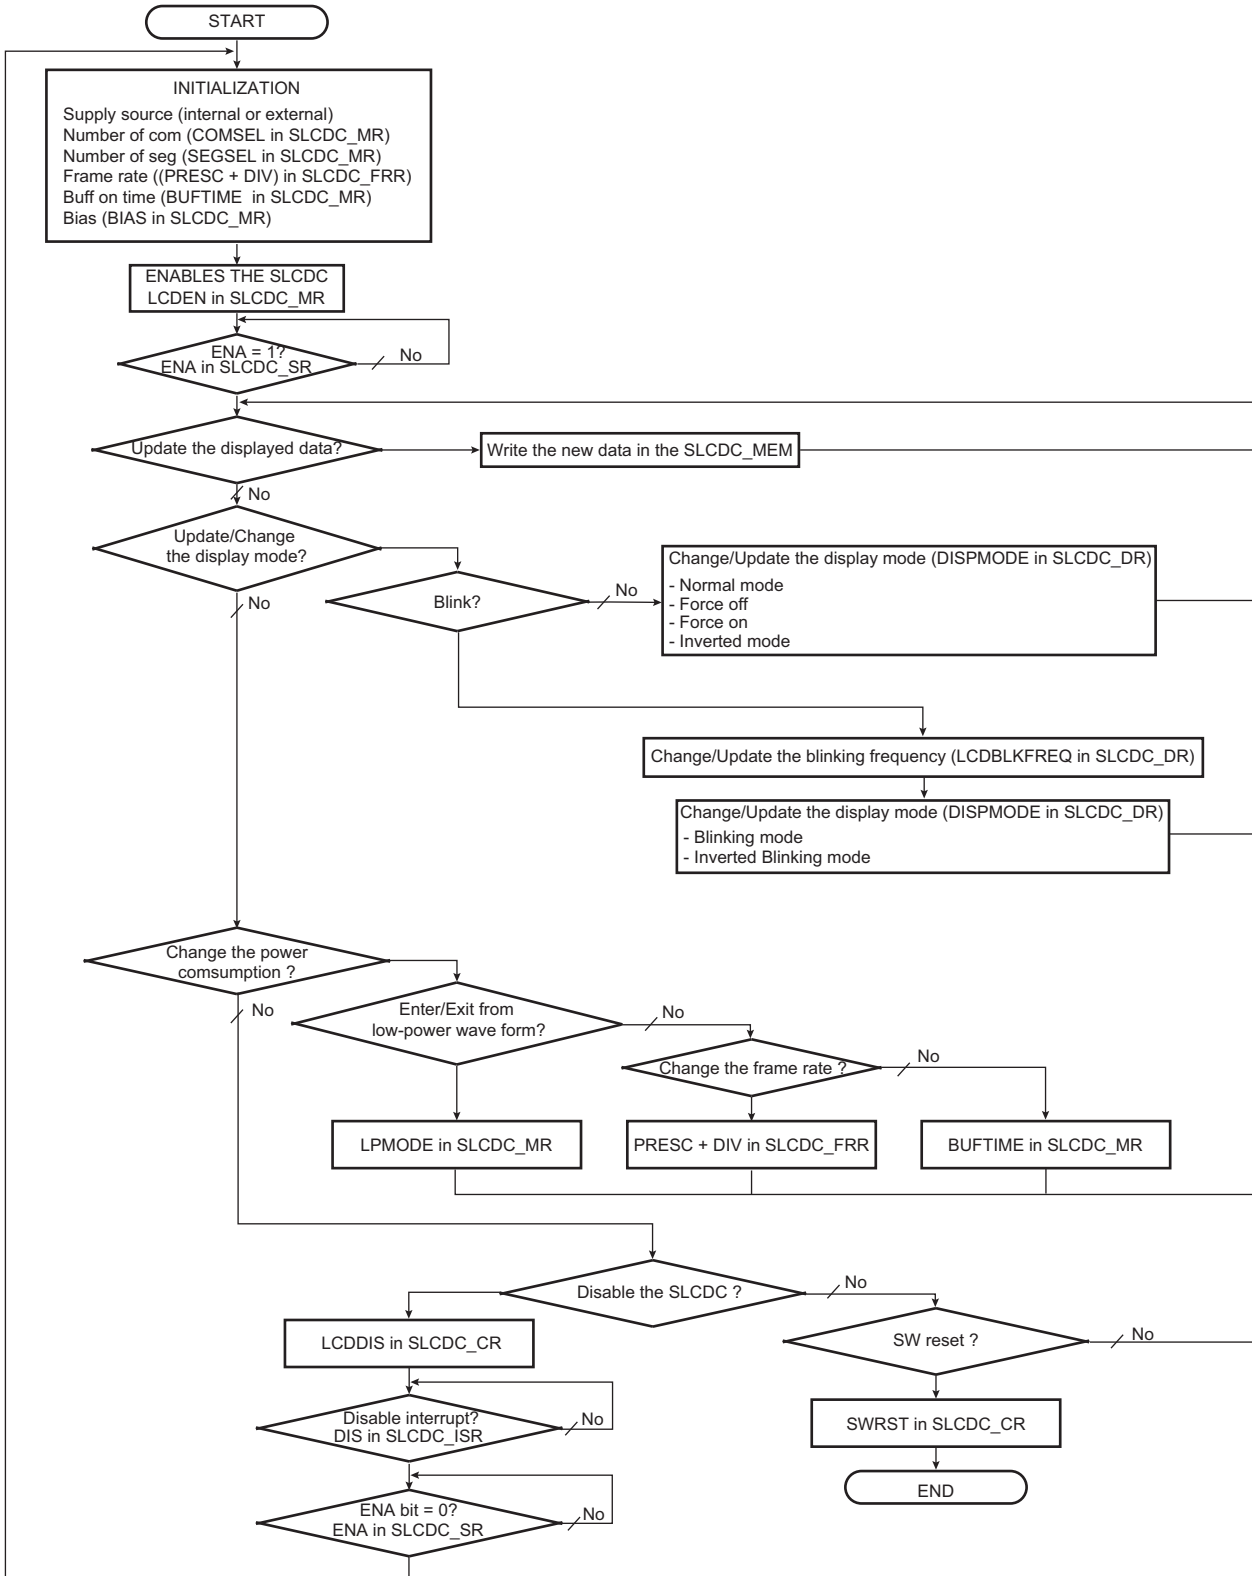 START
INITIALIZATION
Supply source (internal or external)
Number of com (COMSEL in SLCDC_MR)
Number of seg (SEGSEL in SLCDC_MR)
Frame rate ((PRESC + DIV) in SLCDC_FRR)
Buff on time (BUFTIME in SLCDC_MR)
Bias (BIAS in SLCDC_MR)
ENABLES THE SLCDC
LCDEN in SLCDC_MR
ENA = 1?
ENA in SLCDC_SR
No
Update the displayed data?
Write the new data in the SLCDC_MEM
No
Update/Change
the display mode?
No
Blink?
No
Change/Update the display mode (DISPMODE in SLCDC_DR)
- Normal mode
- Force off
- Force on
- Inverted mode
Change/Update the blinking frequency (LCDBLKFREQ in SLCDC_DR)
Change/Update the display mode (DISPMODE in SLCDC_DR)
- Blinking mode
- Inverted Blinking mode
Change the power
comsumption ?
No
Enter/Exit from
low-power wave form?
No
Change the frame rate ?
No
LPMODE in SLCDC_MR
PRESC + DIV in SLCDC_FRR
BUFTIME in SLCDC_MR
Disable the SLCDC ?
No
LCDDIS in SLCDC_CR
SW reset ?
No
Disable interrupt?
DIS in SLCDC_ISR
No
SWRST in SLCDC_CR
END
ENA bit = 0?
ENA in SLCDC_SR
No